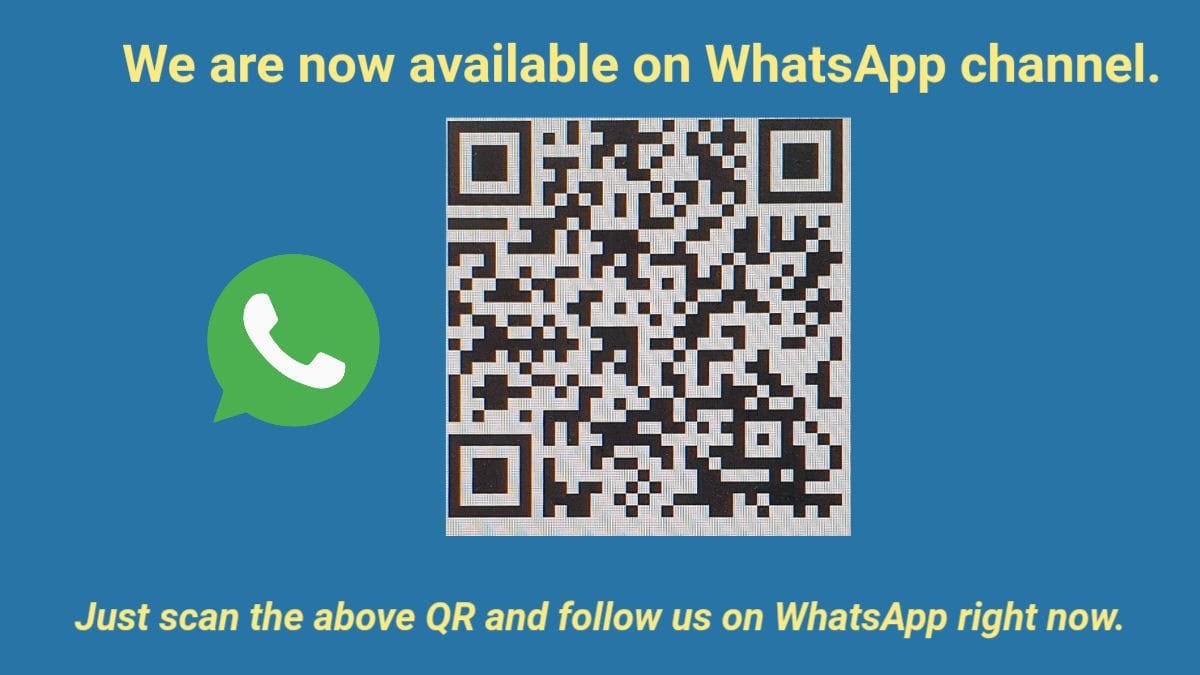 We are now available on WhatsApp channel.
Just scan the above QR and follow us on WhatsApp right now.